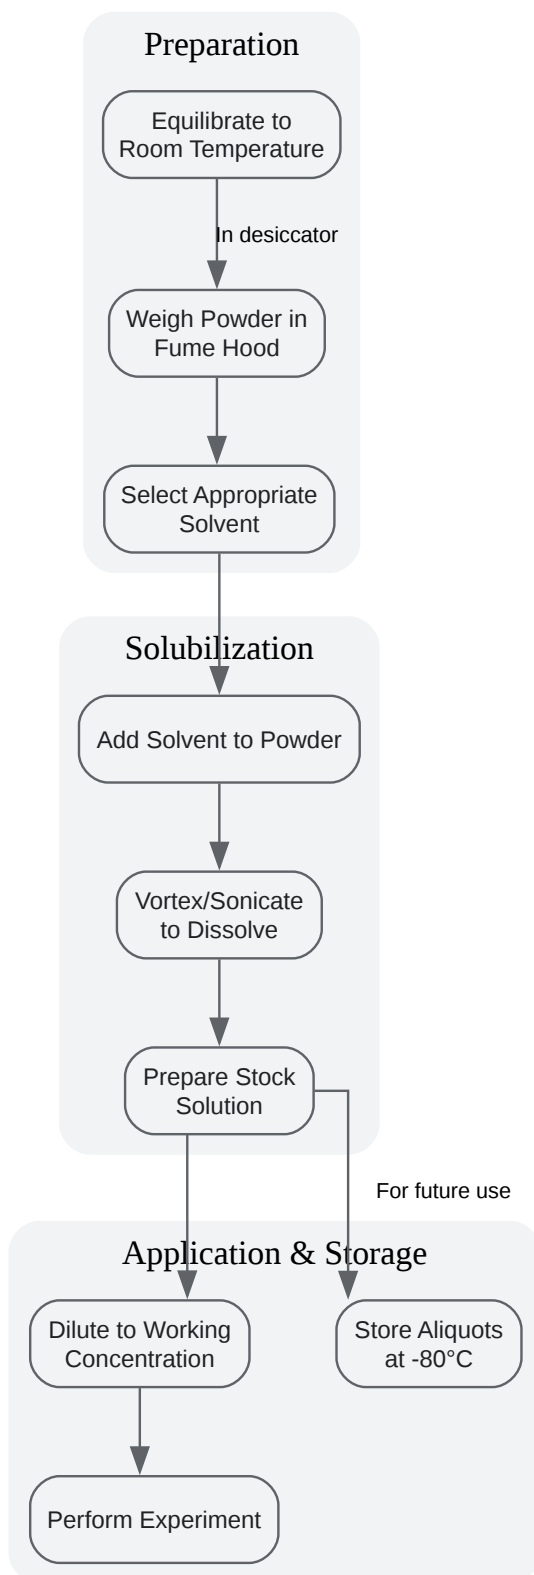 Preparation
Equilibrate to
Room Temperature
In desiccator
Weigh Powder in
Fume Hood
Select Appropriate
Solvent
Solubilization
Add Solvent to Powder
Vortex/Sonicate
to Dissolve
Prepare Stock
Solution
For future use
Application & Storage
Dilute to Working
Concentration
Store Aliquots
at -80°C
Perform Experiment